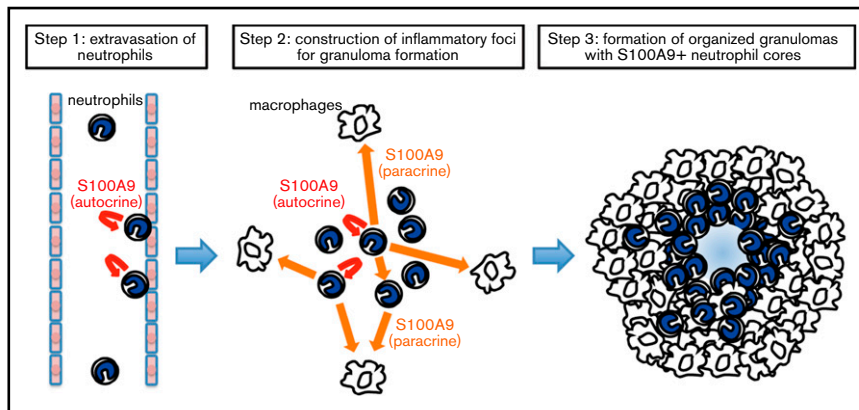 Step 1: extravasation of
neutrophils
Step 2: construction of inflammatory foci
for granuloma formation
Step 3: formation of organized granulomas
with S100A9+ neutrophil cores
neutrophils
S100A9
(autocrine)
macrophages
S100A9
(paracrine)
S100A9
(autocrine)
S100A9
(paracrine)